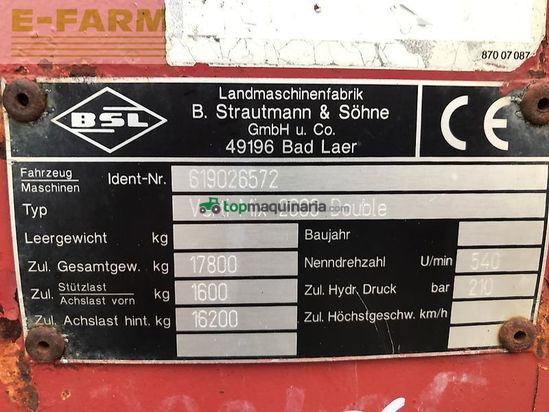 E-FARM
870 07 087
BSL
Landmaschinenfabrik
B. Strautmann & Söhne
GmbH u. Co.
49196 Bad Laer
CE
Fahrzeug
Maschinen
Ident-Nr. 619026572
Typ Double
topmaquinaria.com
Leergewicht kg
Baujahr
Zul. Gesamtgew. kg 17800
Nenndrehzahl U/min 540
Zul. Stützlast
Achslast vorn kg 1600
Zul. Hydr. Druck bar 210
Zul. Achslast hint. kg 16200
Zul. Höchstgeschw. km/h